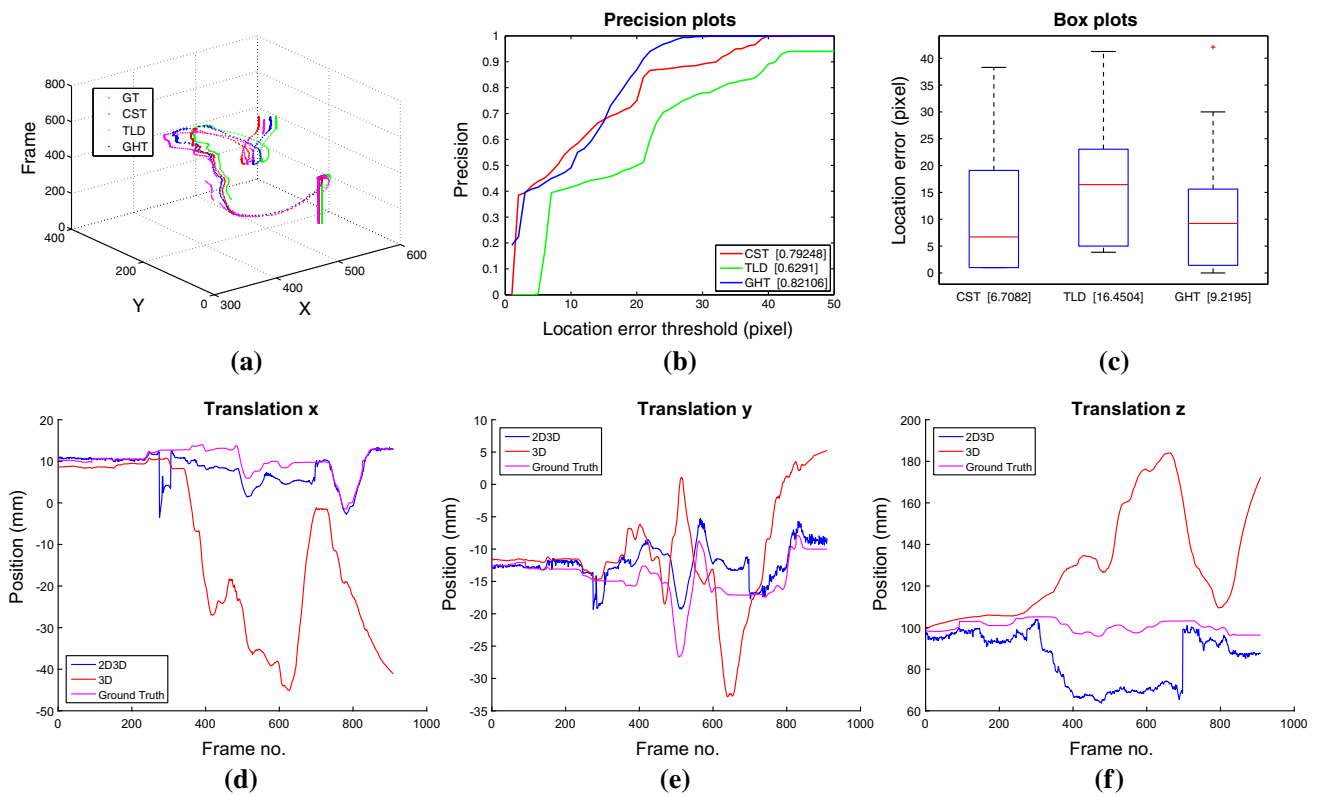 800
600
400
200
0
Frame
GT
CST
TLD
GHT
400
200
0
Y
300
400
500
600
X
(a)
Precision plots
1
0.9
0.8
0.7
0.6
0.5
0.4
0.3
0.2
0.1
0
Precision
CST [0.79248]
TLD [0.6291]
GHT [0.82106]
0 10 20 30 40 50
Location error threshold (pixel)
(b)
Box plots
40
35
30
25
20
15
10
5
0
Location error (pixel)
CST [6.7082] TLD [16.4504] GHT [9.2195]
(c)
Translation x
20
10
0
-10
-20
-30
-40
-50
Position (mm)
2D3D
3D
Ground Truth
0 200 400 600 800 1000
Frame no.
(d)
Translation y
10
5
0
-5
-10
-15
-20
-25
-30
-35
Position (mm)
2D3D
3D
Ground Truth
0 200 400 600 800 1000
Frame no.
(e)
Translation z
200
180
160
140
120
100
80
60
Position (mm)
2D3D
3D
Ground Truth
0 200 400 600 800 1000
Frame no.
(f)